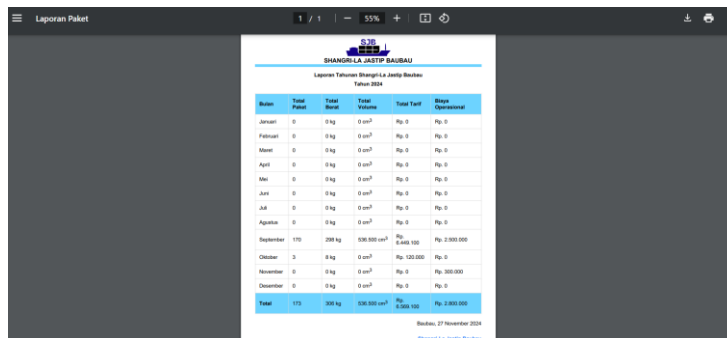 Laporan Paket
1 / 1
55%
SJB
SHANGRI-LA JASTIP BAUBAU
Laporan Tahunan Shangri-La Jastip Baubau
Tahun 2024
Bulan Total Paket Total Berat Total Volume Total Tarif Biaya Operasional
Januari 0 0 kg 0 cm³ Rp. 0 Rp. 0
Februari 0 0 kg 0 cm³ Rp. 0 Rp. 0
Maret 0 0 kg 0 cm³ Rp. 0 Rp. 0
April 0 0 kg 0 cm³ Rp. 0 Rp. 0
Mei 0 0 kg 0 cm³ Rp. 0 Rp. 0
Juni 0 0 kg 0 cm³ Rp. 0 Rp. 0
Juli 0 0 kg 0 cm³ Rp. 0 Rp. 0
Agustus 0 0 kg 0 cm³ Rp. 0 Rp. 0
September 170 298 kg 536.500 cm³ Rp. 6.449.100 Rp. 2.500.000
Oktober 3 8 kg 0 cm³ Rp. 120.000 Rp. 0
November 0 0 kg 0 cm³ Rp. 0 Rp. 300.000
Desember 0 0 kg 0 cm³ Rp. 0 Rp. 0
Total 173 306 kg 536.500 cm³ Rp. 6.569.100 Rp. 2.800.000
Baubau, 27 November 2024
Shangri-La Jastip Baubau